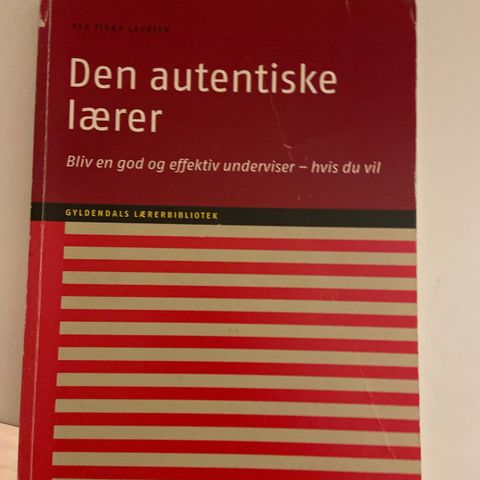 Den autentiske
lærer
Bliv en god og effektiv underviser – hvis du vil
GYLDENDALS LÆRERBIBLIOTEK